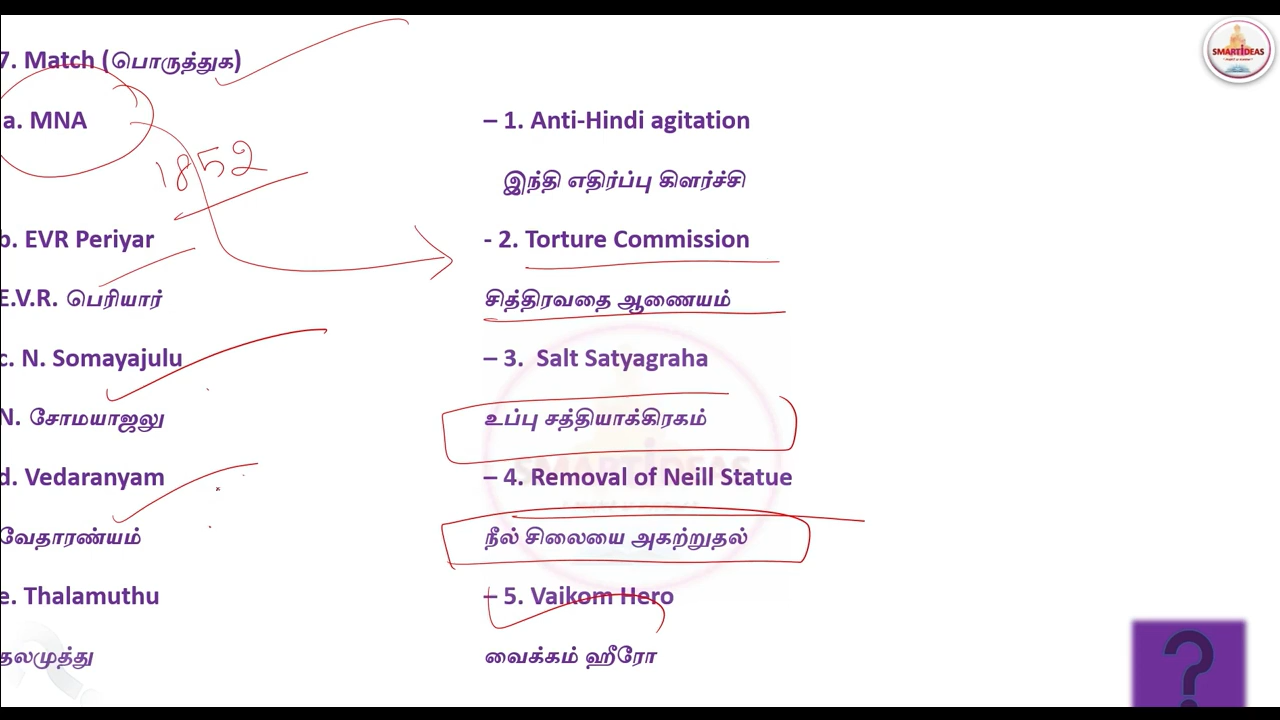 7. Match (பொருத்துக)
SMARTIDEAS
a. MNA – 1. Anti-Hindi agitation
1852
இந்தி எதிர்ப்பு கிளர்ச்சி
b. EVR Periyar - 2. Torture Commission
E.V.R. பெரியார் சித்திரவதை ஆணையம்
c. N. Somayajulu – 3. Salt Satyagraha
N. சோமயாஜலு உப்பு சத்தியாக்கிரகம்
SMARTIDEAS
d. Vedaranyam – 4. Removal of Neill Statue
வேதாரண்யம் நீல் சிலையை அகற்றுதல்
e. Thalamuthu – 5. Vaikom Hero
தலமுத்து வைக்கம் ஹீரோ
?